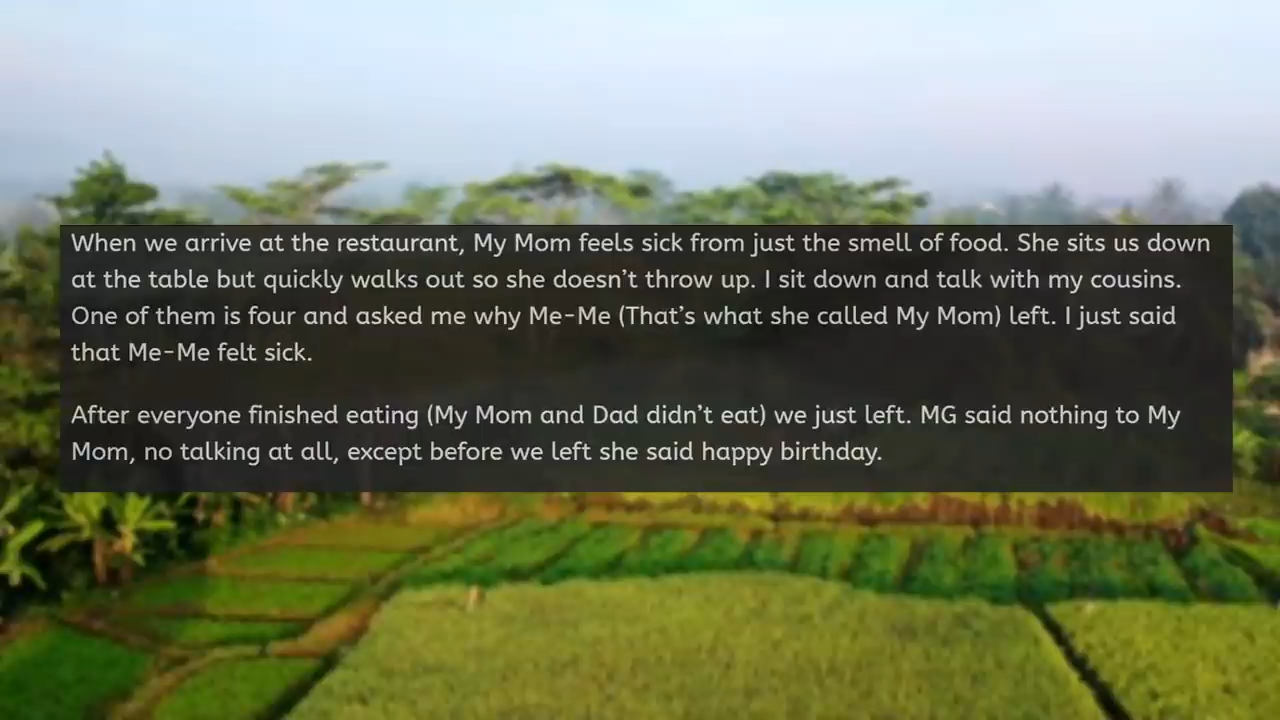 When we arrive at the restaurant, My Mom feels sick from just the smell of food. She sits us down
at the table but quickly walks out so she doesn’t throw up. I sit down and talk with my cousins.
One of them is four and asked me why Me-Me (That’s what she called My Mom) left. I just said
that Me-Me felt sick.
After everyone finished eating (My Mom and Dad didn’t eat) we just left. MG said nothing to My
Mom, no talking at all, except before we left she said happy birthday.